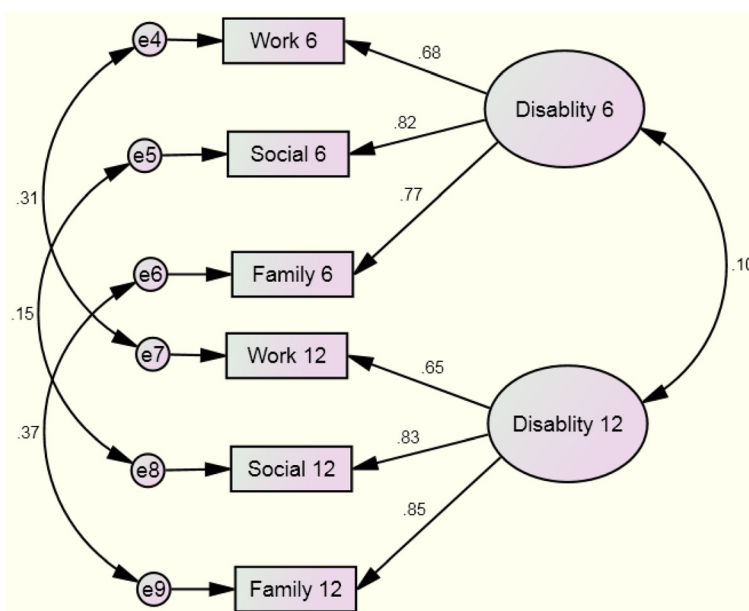 e4
Work 6
.68
Disablity 6
.82
e5
Social 6
.77
.31
e6
Family 6
.10
.15
e7
Work 12
.65
Disablity 12
.37
.83
e8
Social 12
.85
e9
Family 12